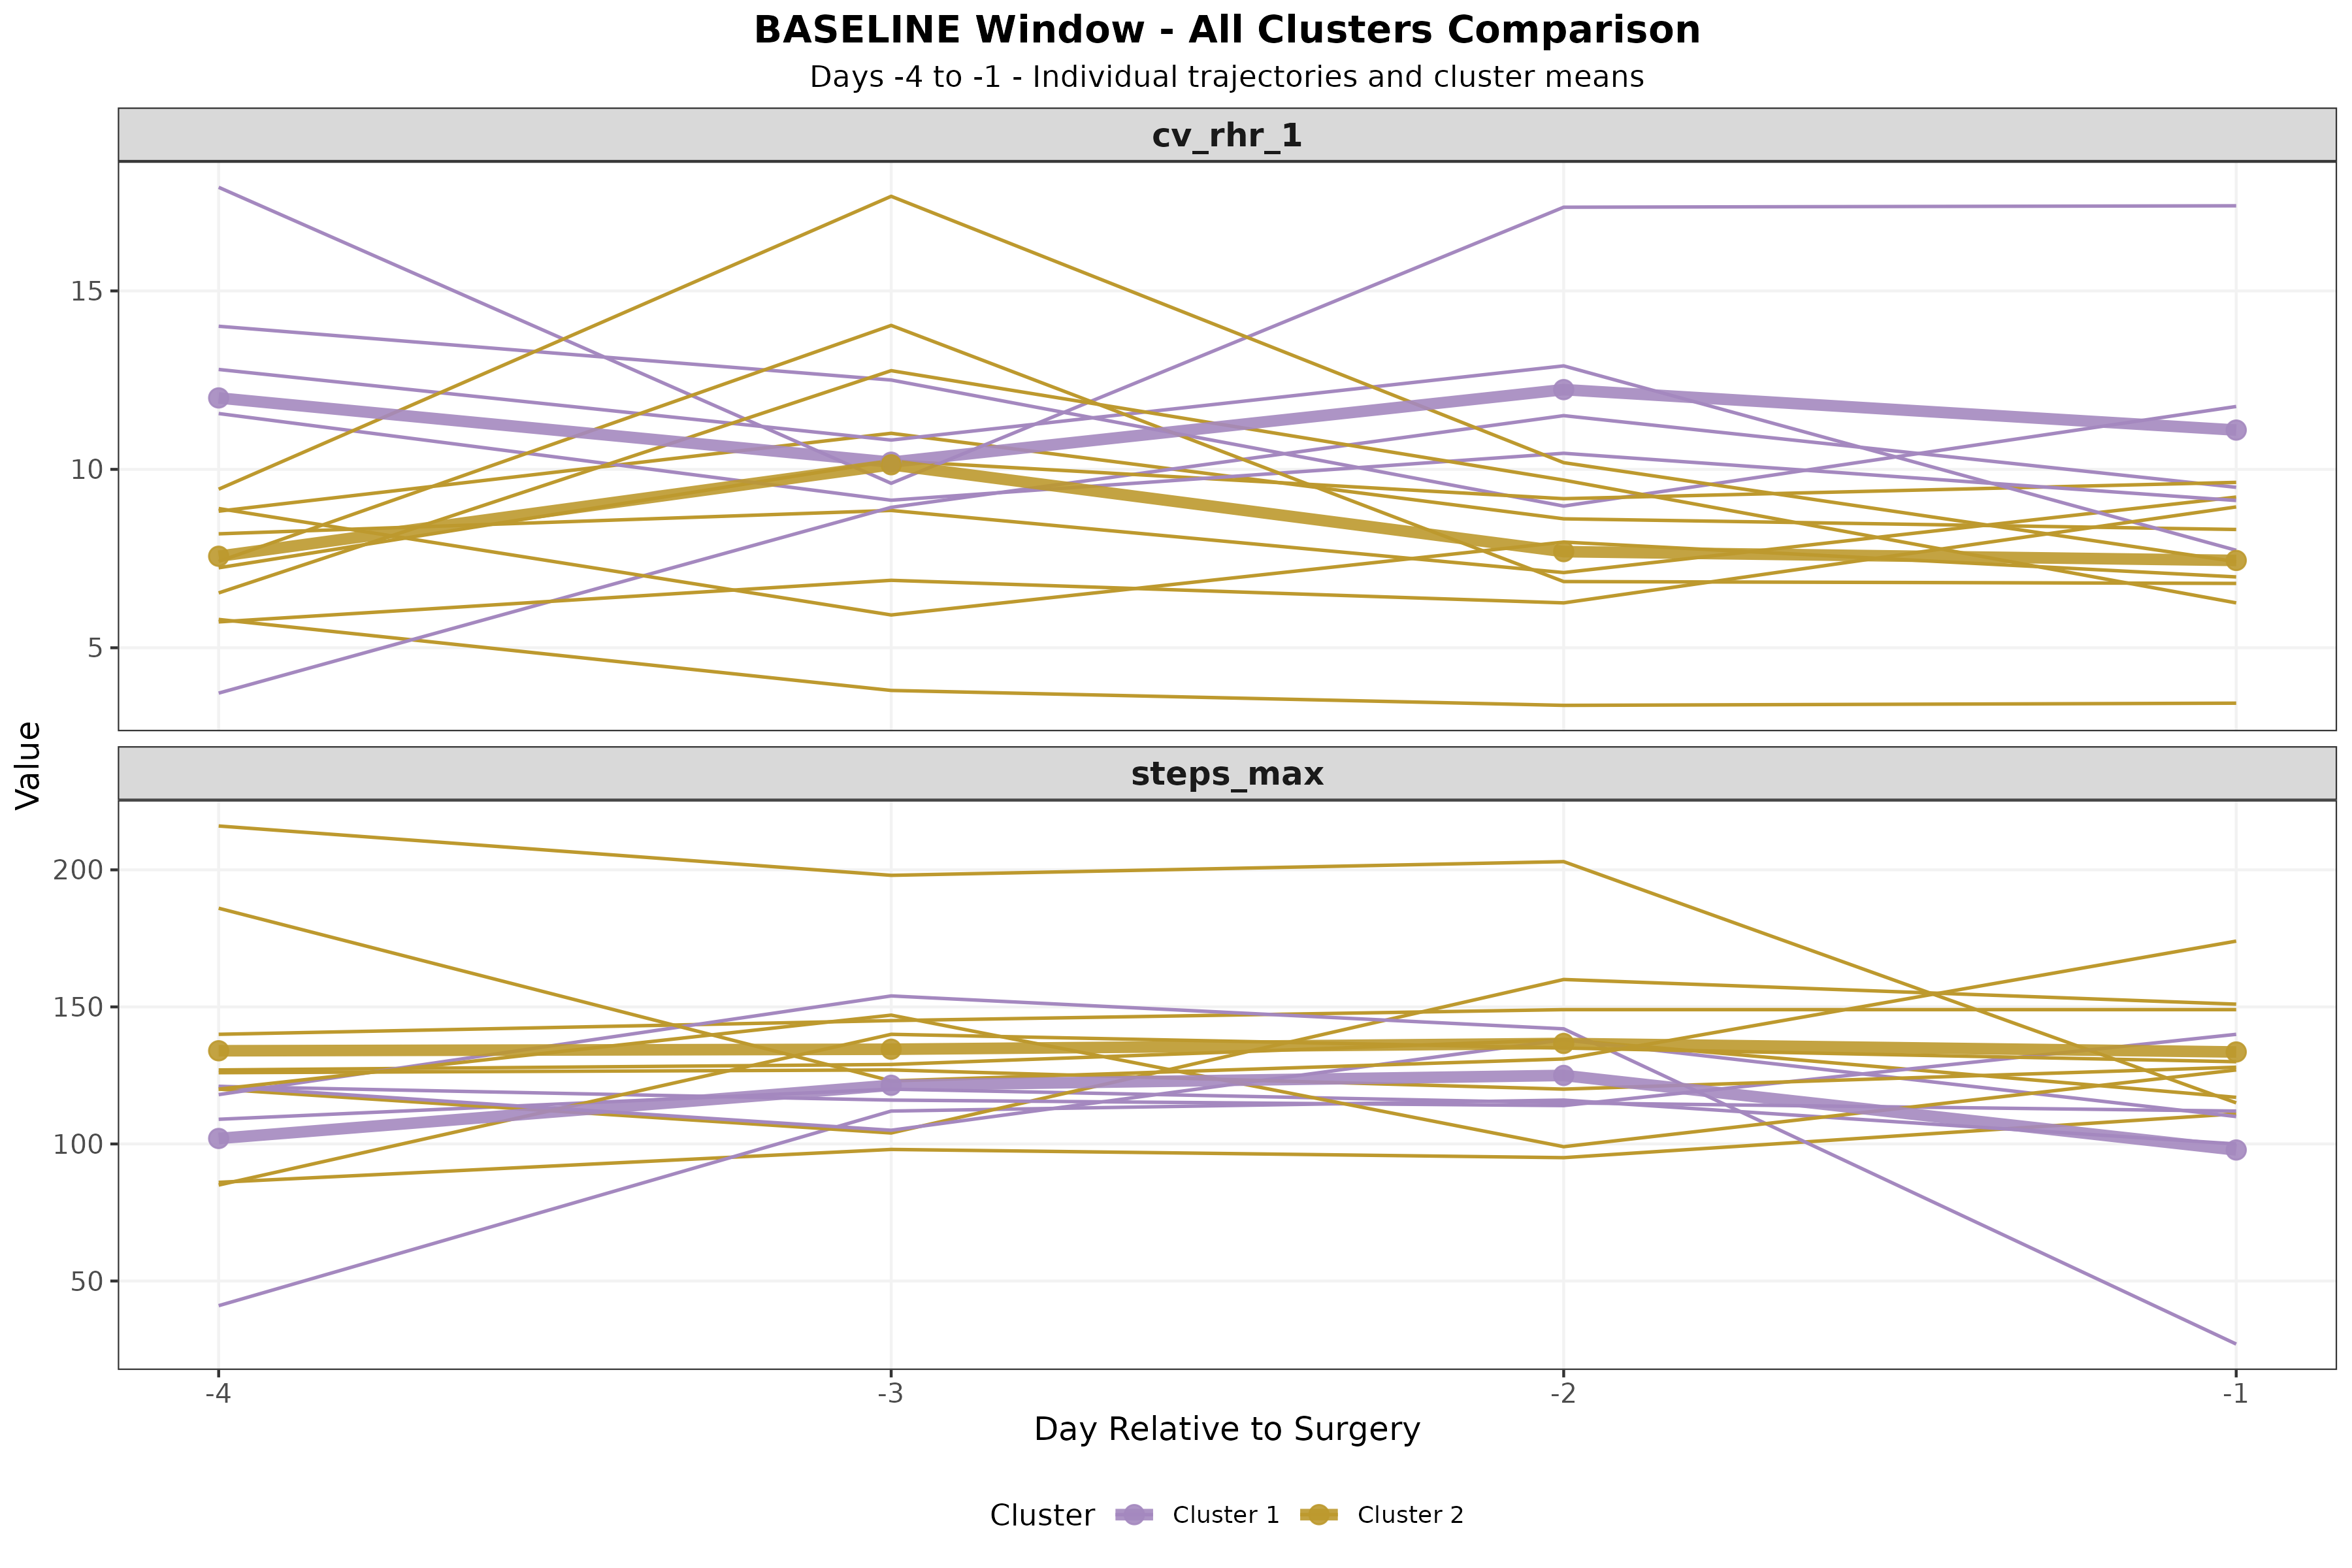 BASELINE Window - All Clusters Comparison
Days -4 to -1 - Individual trajectories and cluster means
cv_rhr_1
15
10
5
Value
steps_max
200
150
100
50
-4 -3 -2 -1
Day Relative to Surgery
Cluster Cluster 1 Cluster 2